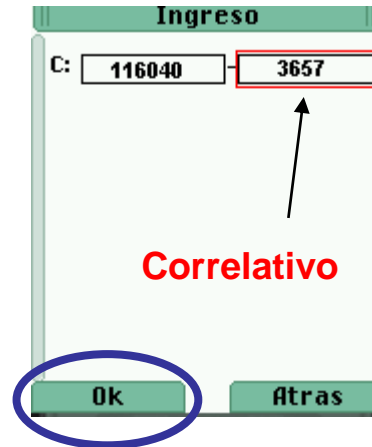 Ingreso
C: 116040 - 3657
Correlativo
Ok Atras